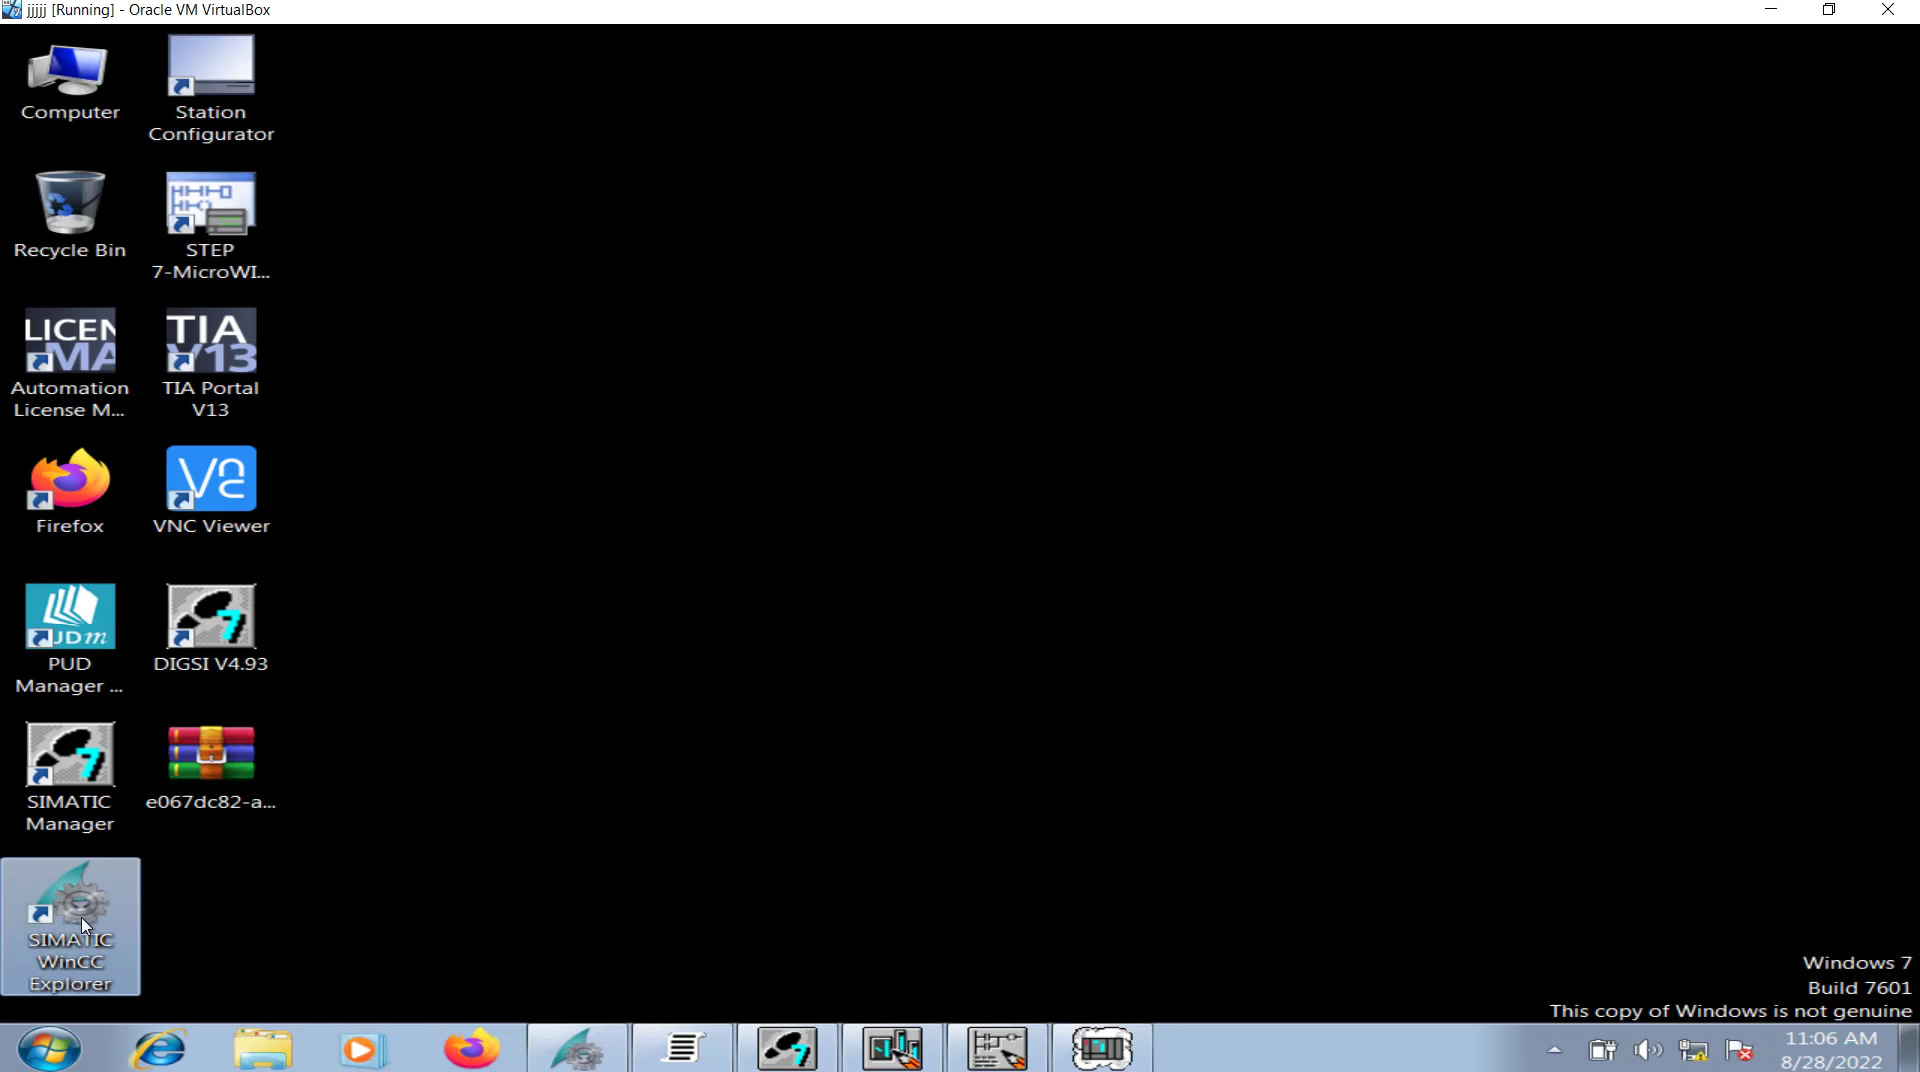 jjjjj [Running] - Oracle VM VirtualBox
Computer
Station
Configurator
Recycle Bin
STEP
7-MicroWI...
LICEN
MA
Automation
License M...
TIA
V13
TIA Portal
V13
Firefox
VNC Viewer
JDm
PUD
Manager ...
7
DIGSI V4.93
7
SIMATIC
Manager
e067dc82-a...
SIMATIC
WinCC
Explorer
Windows 7
Build 7601
This copy of Windows is not genuine
11:06 AM
8/28/2022